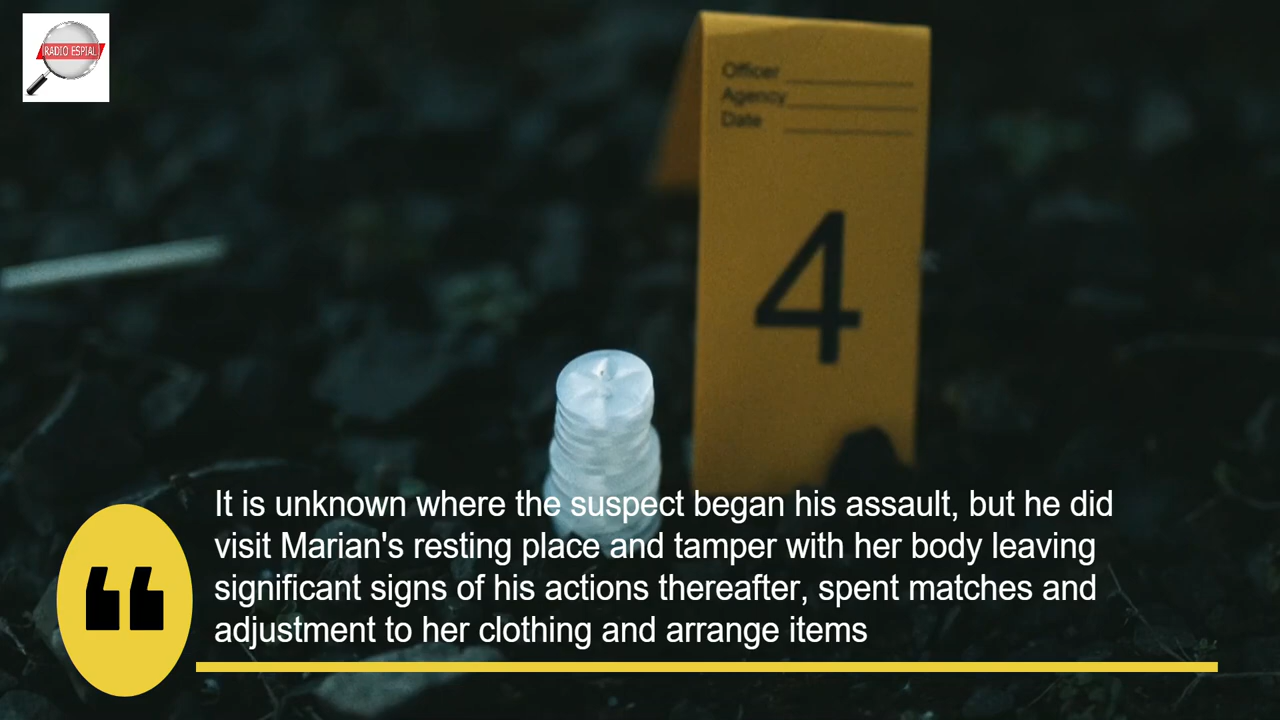 RADIO ESPIAL
Officer
Agency
Date
4
It is unknown where the suspect began his assault, but he did
visit Marian's resting place and tamper with her body leaving
significant signs of his actions thereafter, spent matches and
adjustment to her clothing and arrange items